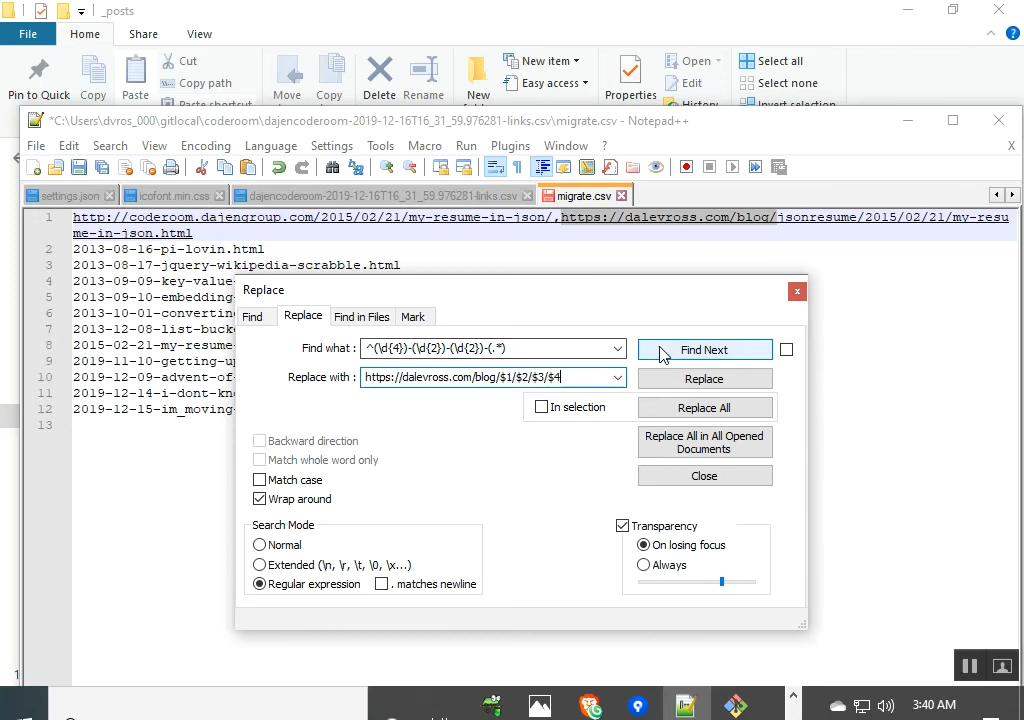 _posts
File Home Share View
Pin to Quick Copy Paste Cut Copy path Paste shortcut Move Copy Delete Rename New New item Easy access Properties Open Edit History Select all Select none Invert selection
*C:\Users\dvros_000\gitlocal\coderoom\dajencoderoom-2019-12-16T16_31_59.976281-links.csv\migrate.csv - Notepad++
File Edit Search View Encoding Language Settings Tools Macro Run Plugins Window ? X
settings.json icofont.min.css dajencoderoom-2019-12-16T16_31_59.976281-links.csv migrate.csv
1 http://coderoom.dajengroup.com/2015/02/21/my-resume-in-json/,https://dalevross.com/blog/jsonresume/2015/02/21/my-resu
me-in-json.html
2 2013-08-16-pi-lovin.html
3 2013-08-17-jquery-wikipedia-scrabble.html
4 2013-09-09-key-value-
5 2013-09-10-embedding-
6 2013-10-01-convertin
7 2013-12-08-list-buck
8 2015-02-21-my-resume-
9 2019-11-10-getting-up
10 2019-12-09-advent-of-
11 2019-12-14-i-dont-kn
12 2019-12-15-im_moving-
13
Replace x
Find Replace Find in Files Mark
Find what : ^(\d{4})-(\d{2})-(\d{2})-(.*) Find Next
Replace with : https://dalevross.com/blog/$1/$2/$3/$4 Replace
In selection Replace All
Replace All in All Opened
Documents
Close
Backward direction
Match whole word only
Match case
Wrap around
Search Mode
Normal
Extended (\n, \r, \t, \0, \x...)
Regular expression . matches newline
Transparency
On losing focus
Always
3:40 AM